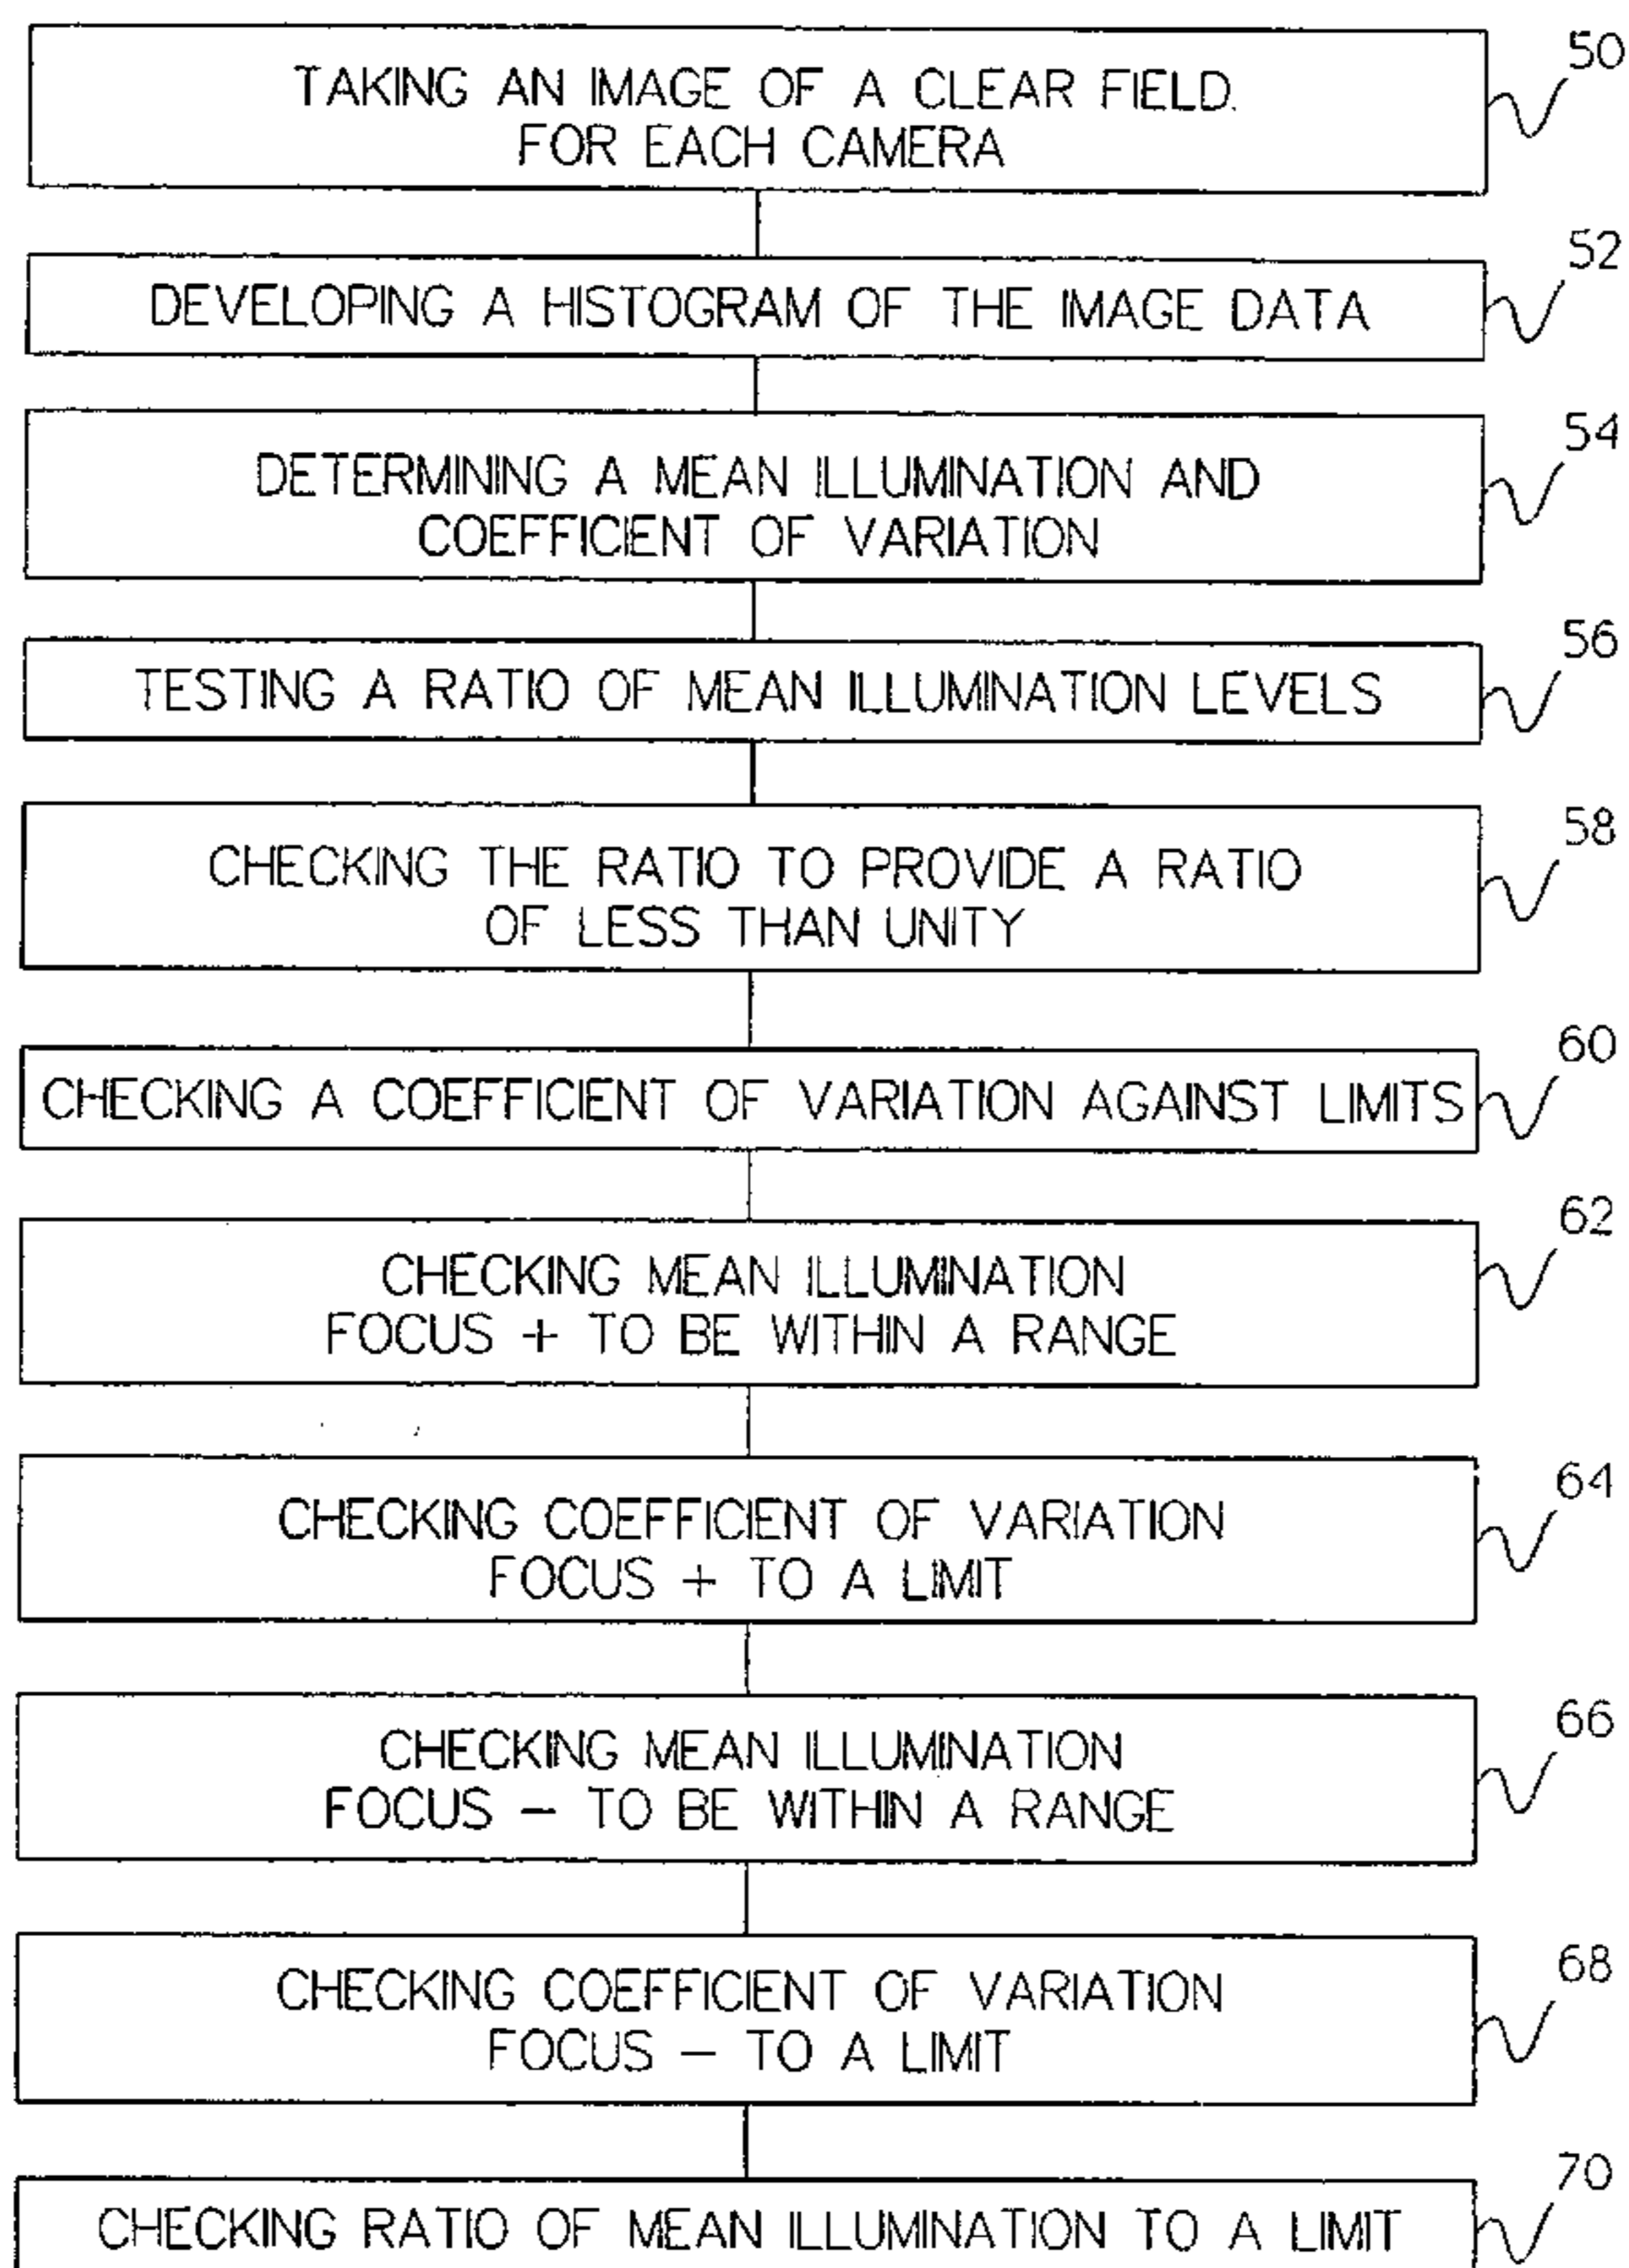 TAKING AN IMAGE OF A CLEAR FIELD.
FOR EACH CAMERA
50
DEVELOPING A HISTOGRAM OF THE IMAGE DATA
52
DETERMINING A MEAN ILLUMINATION AND
COEFFICIENT OF VARIATION
54
TESTING A RATIO OF MEAN ILLUMINATION LEVELS
56
CHECKING THE RATIO TO PROVIDE A RATIO
OF LESS THAN UNITY
58
CHECKING A COEFFICIENT OF VARIATION AGAINST LIMITS
60
CHECKING MEAN ILLUMINATION
FOCUS + TO BE WITHIN A RANGE
62
CHECKING COEFFICIENT OF VARIATION
FOCUS + TO A LIMIT
64
CHECKING MEAN ILLUMINATION
FOCUS − TO BE WITHIN A RANGE
66
CHECKING COEFFICIENT OF VARIATION
FOCUS − TO A LIMIT
68
CHECKING RATIO OF MEAN ILLUMINATION TO A LIMIT
70